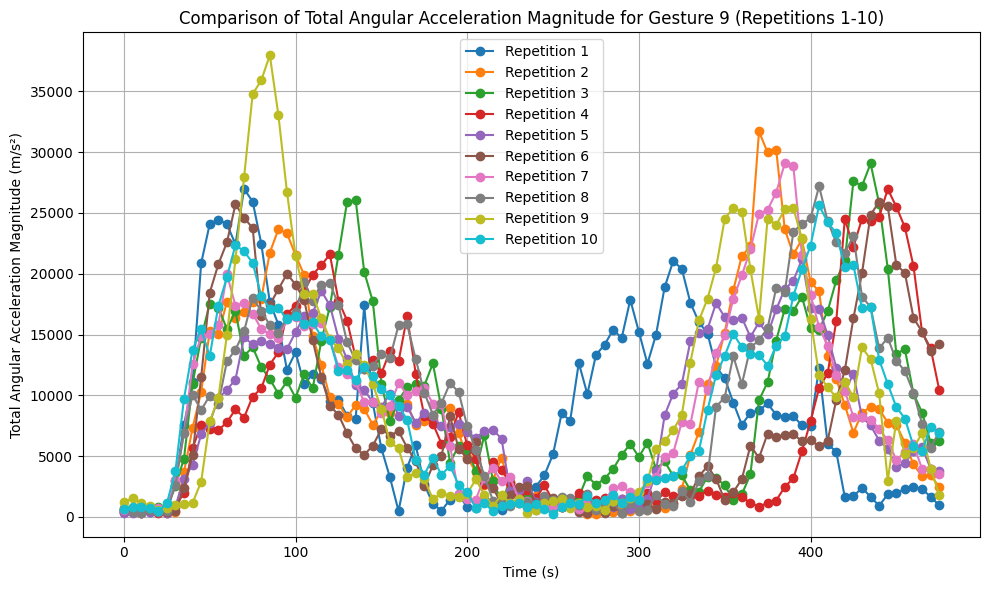 Comparison of Total Angular Acceleration Magnitude for Gesture 9 (Repetitions 1-10)
Total Angular Acceleration Magnitude (m/s²)
35000
30000
25000
20000
15000
10000
5000
0
Repetition 1
Repetition 2
Repetition 3
Repetition 4
Repetition 5
Repetition 6
Repetition 7
Repetition 8
Repetition 9
Repetition 10
0
100
200
300
400
Time (s)